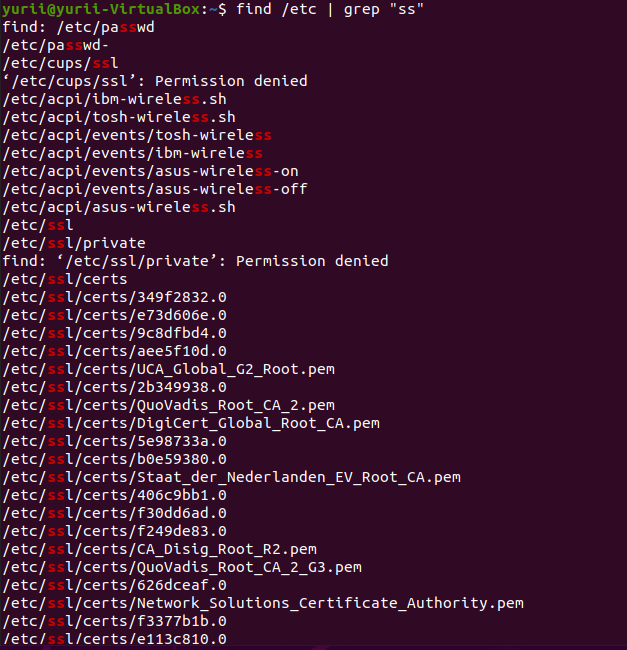 yurii@yurii-VirtualBox:~$ find /etc | grep "ss"
find: /etc/passwd
/etc/passwd-
/etc/cups/ssl
‘/etc/cups/ssl’: Permission denied
/etc/acpi/ibm-wireless.sh
/etc/acpi/tosh-wireless.sh
/etc/acpi/events/tosh-wireless
/etc/acpi/events/ibm-wireless
/etc/acpi/events/asus-wireless-on
/etc/acpi/events/asus-wireless-off
/etc/acpi/asus-wireless.sh
/etc/ssl
/etc/ssl/private
find: ‘/etc/ssl/private’: Permission denied
/etc/ssl/certs
/etc/ssl/certs/349f2832.0
/etc/ssl/certs/e73d606e.0
/etc/ssl/certs/9c8dfbd4.0
/etc/ssl/certs/aee5f10d.0
/etc/ssl/certs/UCA_Global_G2_Root.pem
/etc/ssl/certs/2b349938.0
/etc/ssl/certs/QuoVadis_Root_CA_2.pem
/etc/ssl/certs/DigiCert_Global_Root_CA.pem
/etc/ssl/certs/5e98733a.0
/etc/ssl/certs/b0e59380.0
/etc/ssl/certs/Staat_der_Nederlanden_EV_Root_CA.pem
/etc/ssl/certs/406c9bb1.0
/etc/ssl/certs/f30dd6ad.0
/etc/ssl/certs/f249de83.0
/etc/ssl/certs/CA_Disig_Root_R2.pem
/etc/ssl/certs/QuoVadis_Root_CA_2_G3.pem
/etc/ssl/certs/626dceaf.0
/etc/ssl/certs/Network_Solutions_Certificate_Authority.pem
/etc/ssl/certs/f3377b1b.0
/etc/ssl/certs/e113c810.0